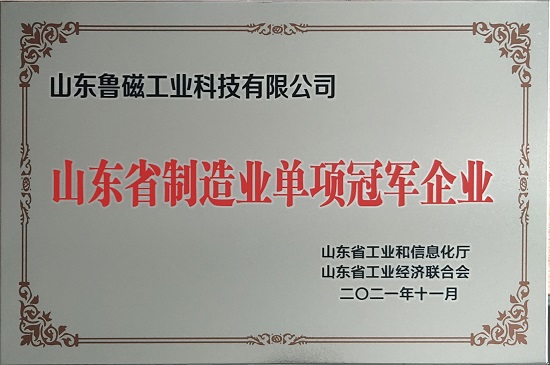 山东鲁磁工业科技有限公司
山东省制造业单项冠军企业
山东省工业和信息化厅
山东省工业经济联合会
二〇二一年十一月